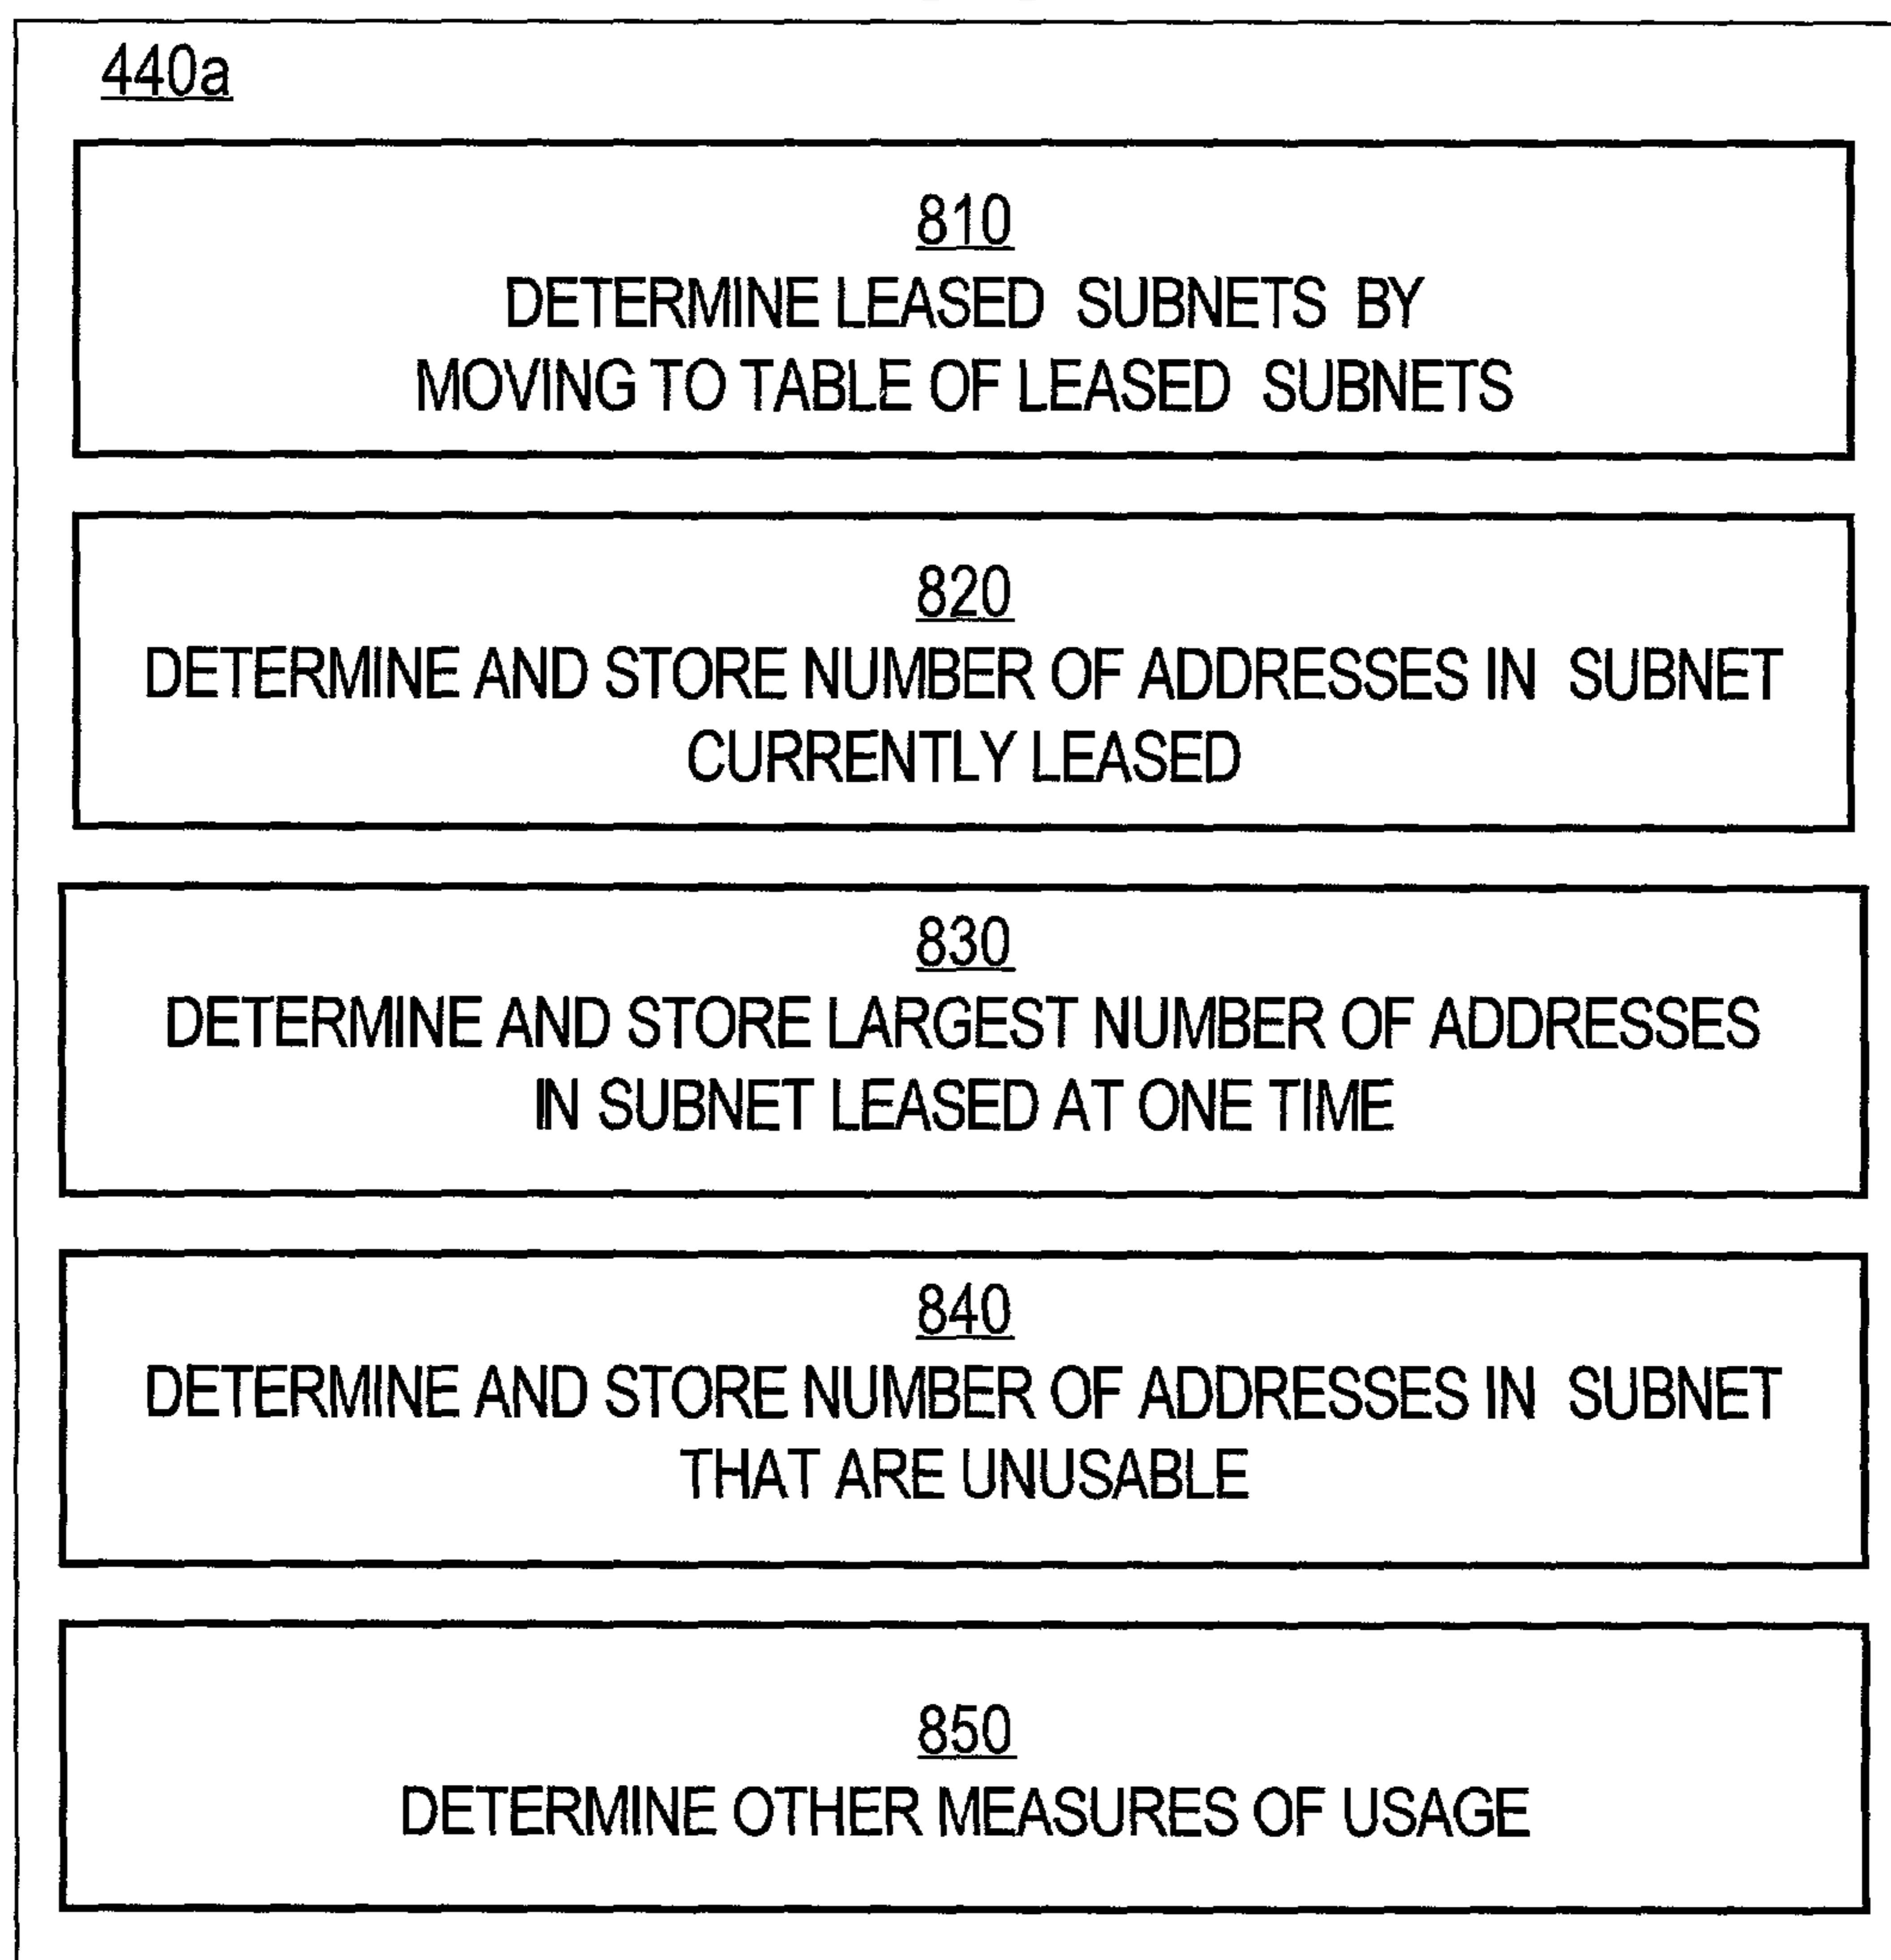 440a
810
DETERMINE LEASED SUBNETS BY
MOVING TO TABLE OF LEASED SUBNETS
820
DETERMINE AND STORE NUMBER OF ADDRESSES IN SUBNET
CURRENTLY LEASED
830
DETERMINE AND STORE LARGEST NUMBER OF ADDRESSES
IN SUBNET LEASED AT ONE TIME
840
DETERMINE AND STORE NUMBER OF ADDRESSES IN SUBNET
THAT ARE UNUSABLE
850
DETERMINE OTHER MEASURES OF USAGE